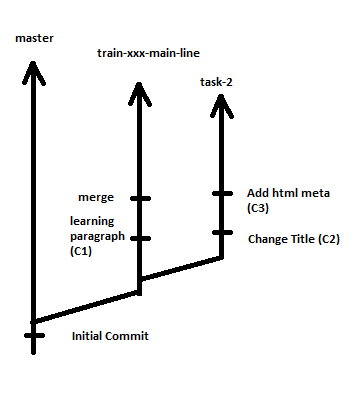 master
train-xxx-main-line
task-2
merge
learning
paragraph
(C1)
Add html meta
(C3)
Change Title (C2)
Initial Commit